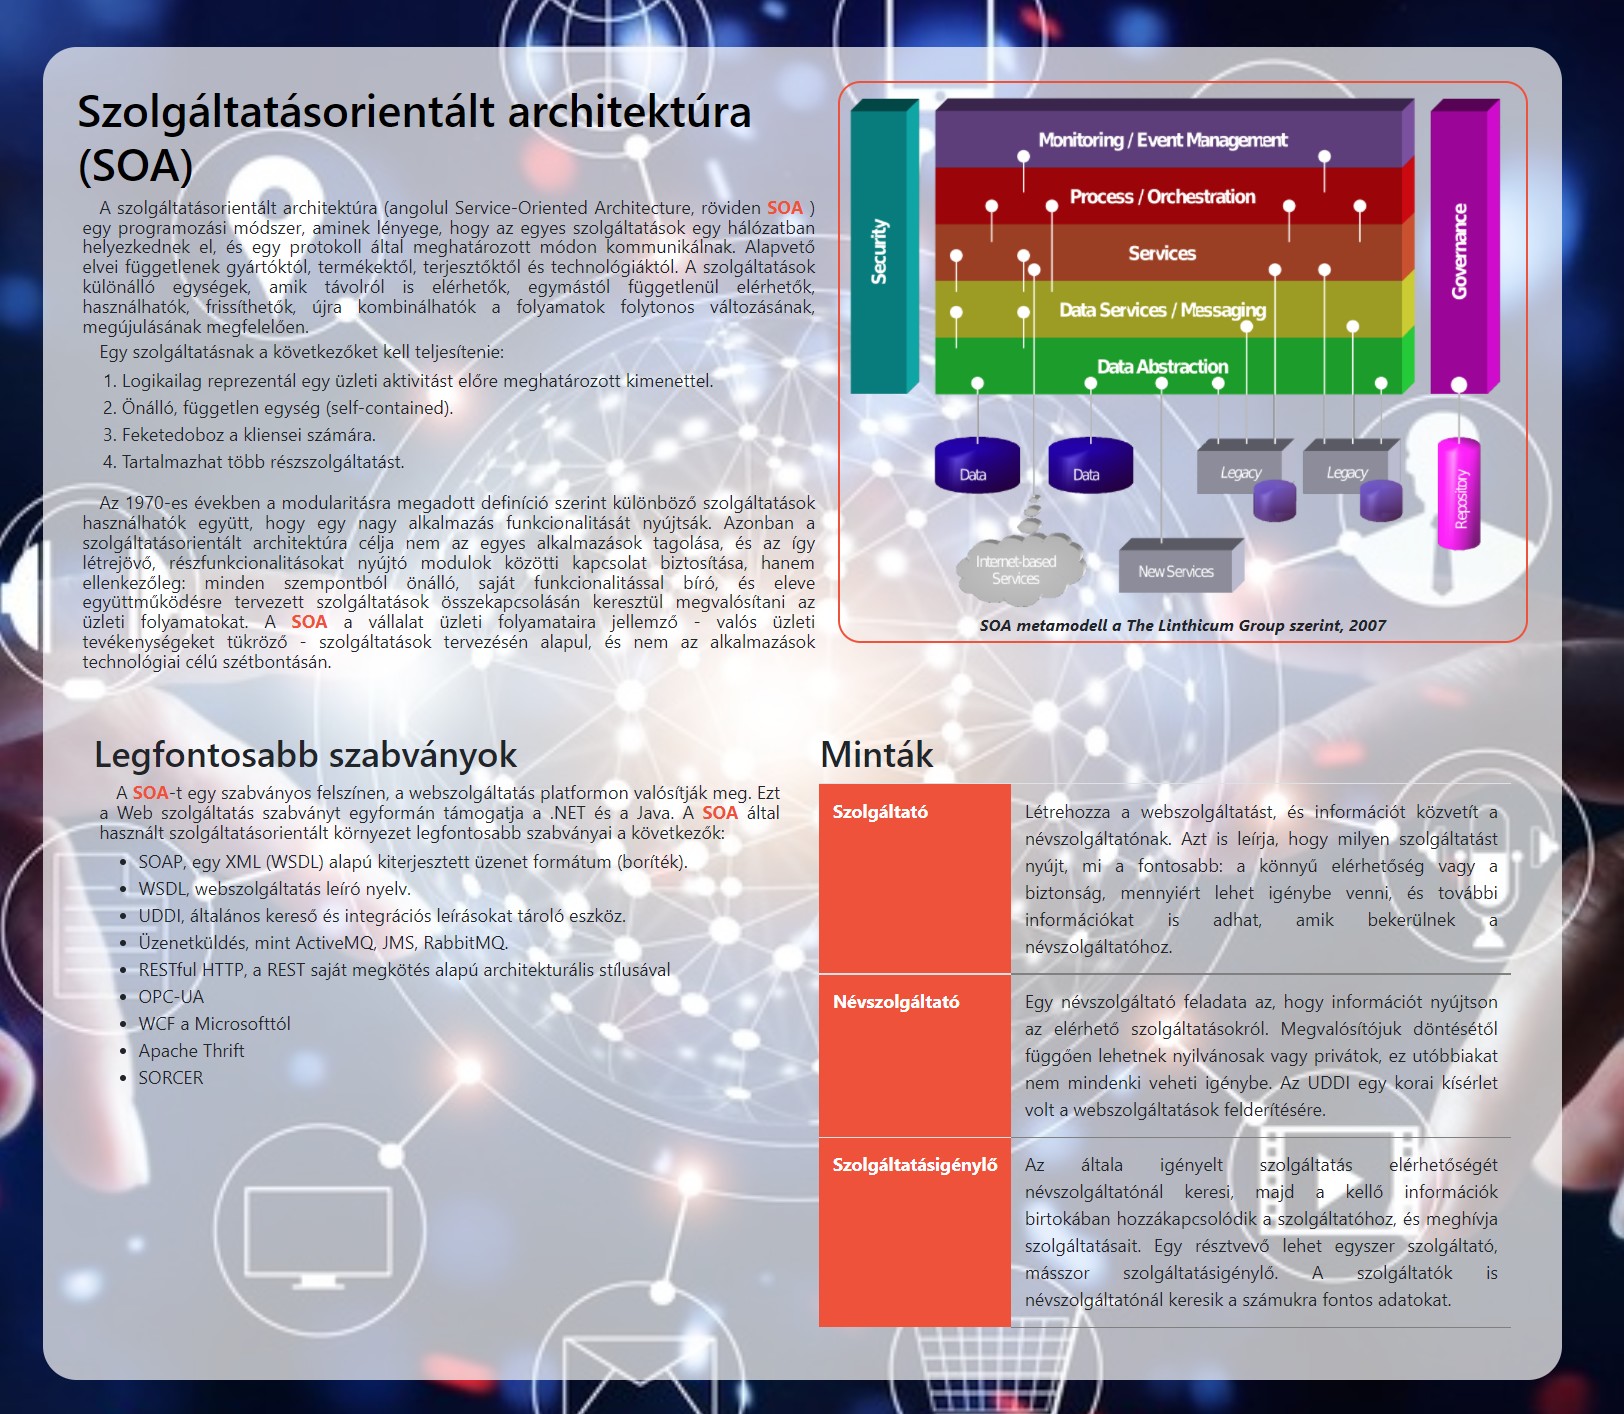 Szolgáltatásorientált architektúra
(SOA)
A szolgáltatásorientált architektúra (angolul Service-Oriented Architecture, röviden SOA )
egy programozási módszer, aminek lényege, hogy az egyes szolgáltatások egy hálózatban
helyezkednek el, és egy protokoll által meghatározott módon kommunikálnak. Alapvető
elvei függetlenek gyártóktól, termékektől, terjesztőktől és technológiáktól. A szolgáltatások
különálló egységek, amik távolról is elérhetők, egymástól függetlenül elérhetők,
használhatók, frissíthetők, újra kombinálhatók a folyamatok folytonos változásának,
megújulásának megfelelően.
Egy szolgáltatásnak a következőket kell teljesítenie:
1. Logikailag reprezentál egy üzleti aktivitást előre meghatározott kimenettel.
2. Önálló, független egység (self-contained).
3. Feketedoboz a kliensei számára.
4. Tartalmazhat több részszolgáltatást.
Az 1970-es években a modularitásra megadott definíció szerint különböző szolgáltatások
használhatók együtt, hogy egy nagy alkalmazás funkcionalitását nyújtsák. Azonban a
szolgáltatásorientált architektúra célja nem az egyes alkalmazások tagolása, és az így
létrejövő, részfunkcionalitásokat nyújtó modulok közötti kapcsolat biztosítása, hanem
ellenkezőleg: minden szempontból önálló, saját funkcionalitással bíró, és eleve
együttműködésre tervezett szolgáltatások összekapcsolásán keresztül megvalósítani az
üzleti folyamatokat. A SOA a vállalat üzleti folyamataira jellemző - valós üzleti
tevékenységeket tükröző - szolgáltatások tervezésén alapul, és nem az alkalmazások
technológiai célú szétbontásán.
Security
Monitoring / Event Management
Process / Orchestration
Services
Data Services / Messaging
Data Abstraction
Governance
Data
Data
Legacy
Legacy
Repository
Internet-based
Services
New Services
SOA metamodell a The Linthicum Group szerint, 2007
Legfontosabb szabványok
A SOA-t egy szabványos felszínen, a webszolgáltatás platformon valósítják meg. Ezt
a Web szolgáltatás szabványt egyformán támogatja a .NET és a Java. A SOA által
használt szolgáltatásorientált környezet legfontosabb szabványai a következők:
• SOAP, egy XML (WSDL) alapú kiterjesztett üzenet formátum (boríték).
• WSDL, webszolgáltatás leíró nyelv.
• UDDI, általános kereső és integrációs leírásokat tároló eszköz.
• Üzenetküldés, mint ActiveMQ, JMS, RabbitMQ.
• RESTful HTTP, a REST saját megkötés alapú architekturális stílusával
• OPC-UA
• WCF a Microsofttól
• Apache Thrift
• SORCER
Minták
Szolgáltató
Létrehozza a webszolgáltatást, és információt közvetít a
névszolgáltatónak. Azt is leírja, hogy milyen szolgáltatást
nyújt, mi a fontosabb: a könnyű elérhetőség vagy a
biztonság, mennyiért lehet igénybe venni, és további
információkat is adhat, amik bekerülnek a
névszolgáltatóhoz.
Névszolgáltató
Egy névszolgáltató feladata az, hogy információt nyújtson
az elérhető szolgáltatásokról. Megvalósítójuk döntésétől
függően lehetnek nyilvánosak vagy privátok, ez utóbbiakat
nem mindenki veheti igénybe. Az UDDI egy korai kísérlet
volt a webszolgáltatások felderítésére.
Szolgáltatásigénylő
Az általa igényelt szolgáltatás elérhetőségét
névszolgáltatónál keresi, majd a kellő információk
birtokában hozzákapcsolódik a szolgáltatóhoz, és meghívja
szolgáltatásait. Egy résztvevő lehet egyszer szolgáltató,
másszor szolgáltatásigénylő. A szolgáltatók is
névszolgáltatónál keresik a számukra fontos adatokat.